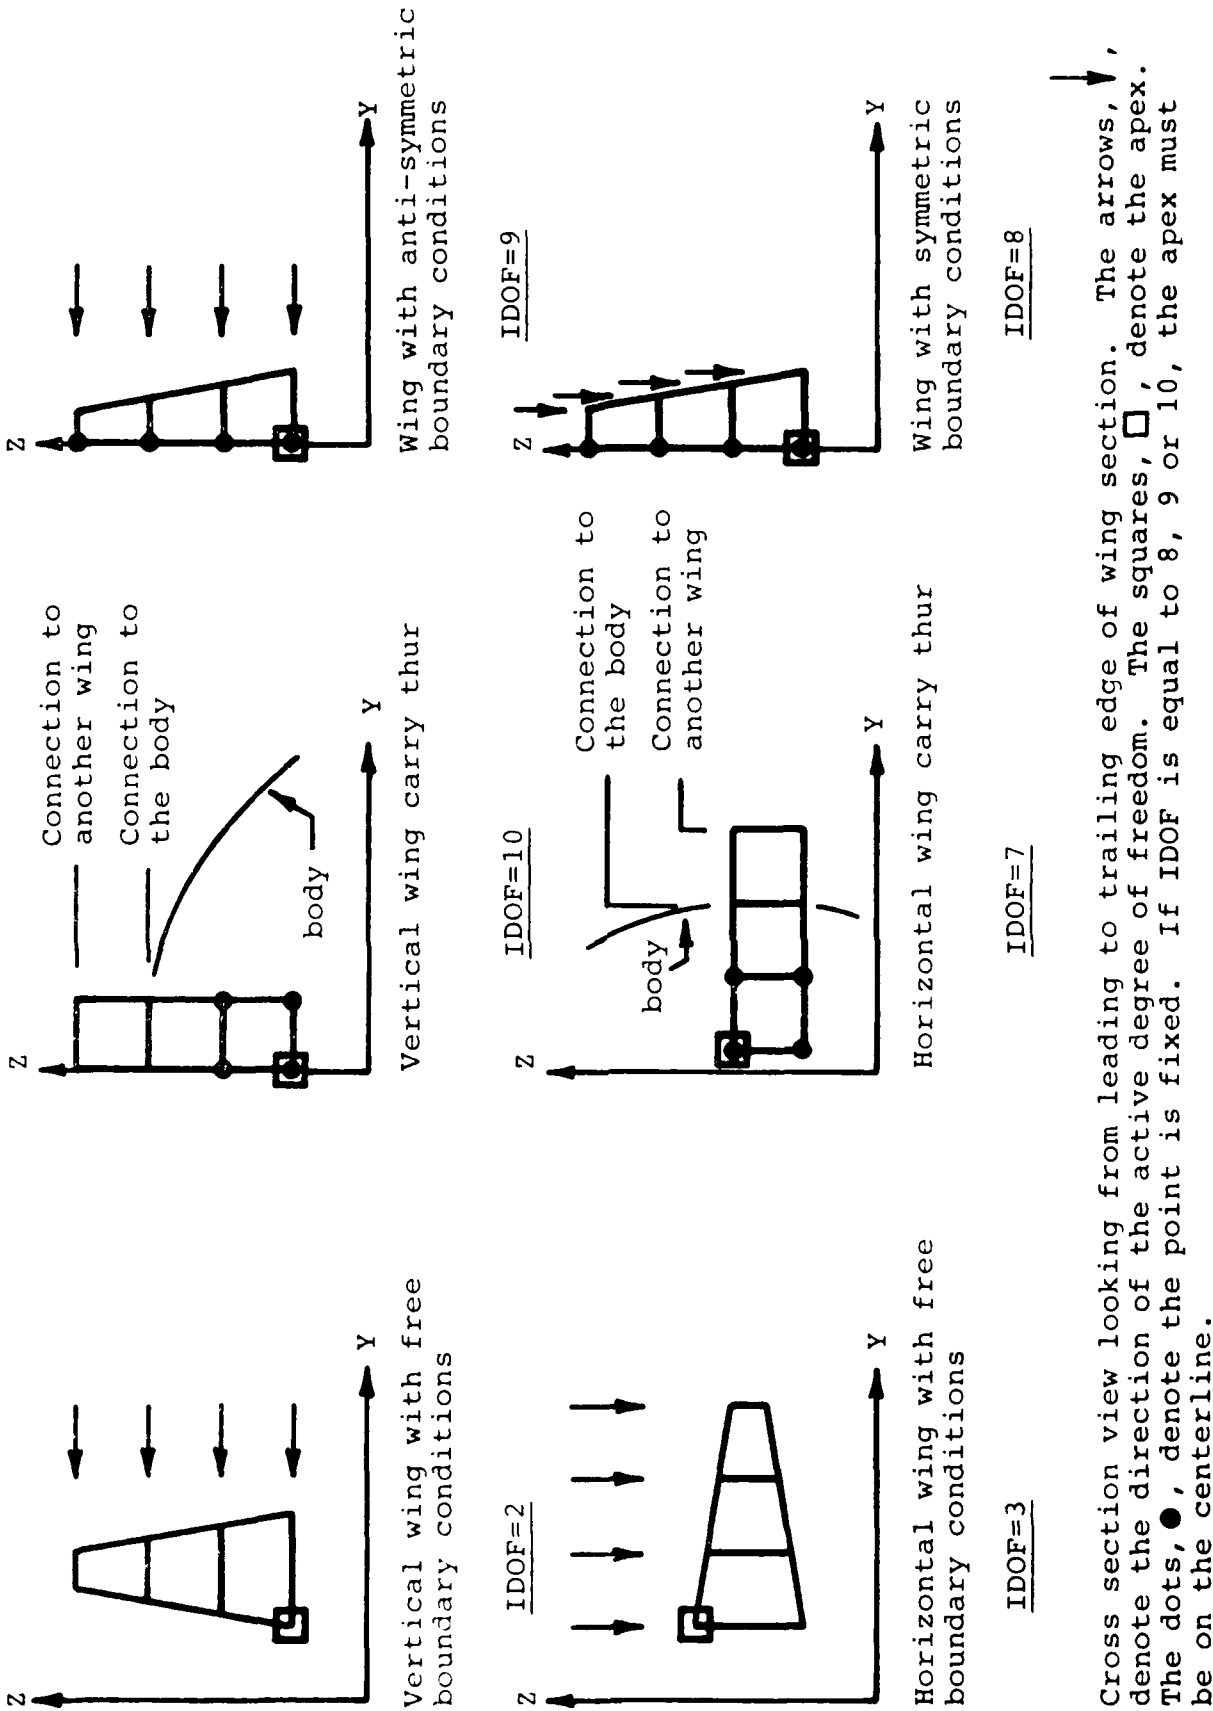 Z
Y
Vertical wing with free
boundary conditions
IDOF=2
Z
Connection to
another wing
Connection to
the body
body
Y
Vertical wing carry thur
IDOF=10
Z
Y
Wing with anti-symmetric
boundary conditions
IDOF=9
Z
Y
Horizontal wing with free
boundary conditions
IDOF=3
Z
Connection to
the body
Connection to
another wing
body
Y
Horizontal wing carry thur
IDOF=7
Z
Y
Wing with symmetric
boundary conditions
IDOF=8
Cross section view looking from leading to trailing edge of wing section. The arrows, ,
denote the direction of the active degree of freedom. The squares, □, denote the apex.
The dots, ●, denote the point is fixed. If IDOF is equal to 8, 9 or 10, the apex must
be on the centerline.